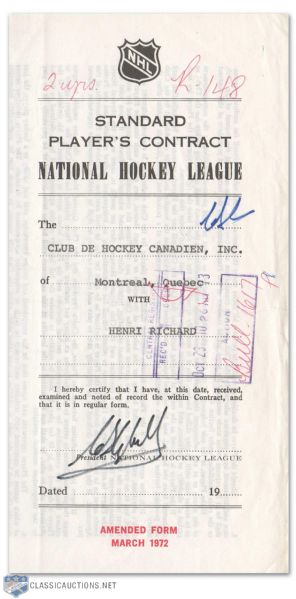 NHL
2 yrs. R-148
STANDARD
PLAYER'S CONTRACT
NATIONAL HOCKEY LEAGUE
The
CLUB DE HOCKEY CANADIEN, INC.
of Montreal, Quebec
WITH
HENRI RICHARD
REC'D
OCT 23
I hereby certify that I have, at this date, received,
examined and noted of record the within Contract, and
that it is in regular form.
President NATIONAL HOCKEY LEAGUE
Dated 19
AMENDED FORM
MARCH 1972
CLASSICAUCTIONS.NET